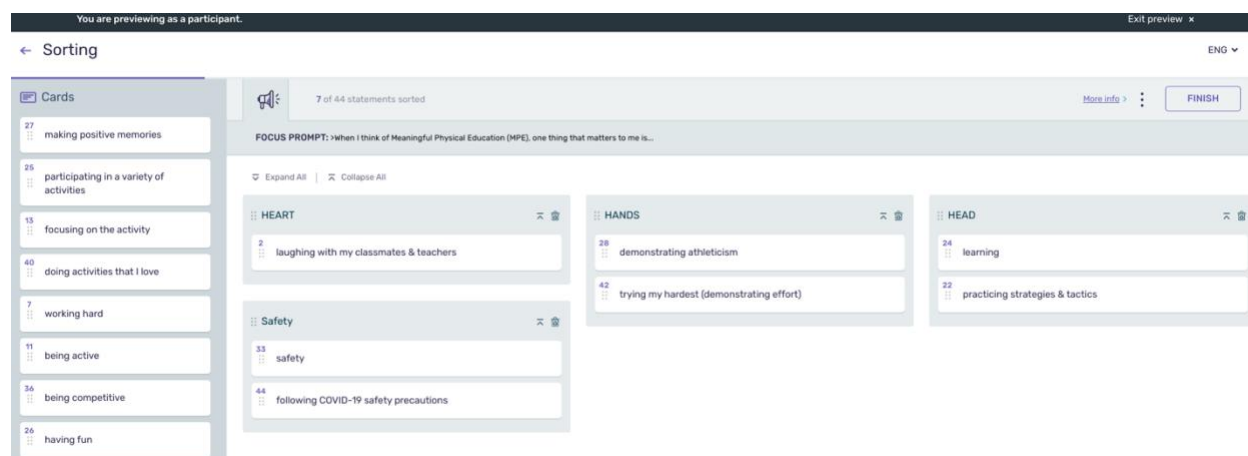 You are previewing as a participant.
Exit preview ×
← Sorting
ENG
Cards
27
making positive memories
25
participating in a variety of
activities
13
focusing on the activity
40
doing activities that I love
7
working hard
11
being active
36
being competitive
26
having fun
7 of 44 statements sorted
More info >
FINISH
FOCUS PROMPT: >When I think of Meaningful Physical Education (MPE), one thing that matters to me is...
Expand All | Collapse All
HEART
2
laughing with my classmates & teachers
Safety
33
safety
44
following COVID-19 safety precautions
HANDS
28
demonstrating athleticism
42
trying my hardest (demonstrating effort)
HEAD
24
learning
22
practicing strategies & tactics